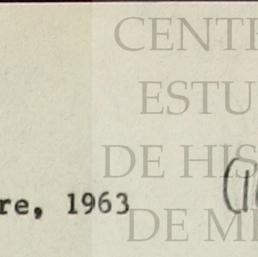 CENT
ESTU
DE HIS
re, 1963
DE M